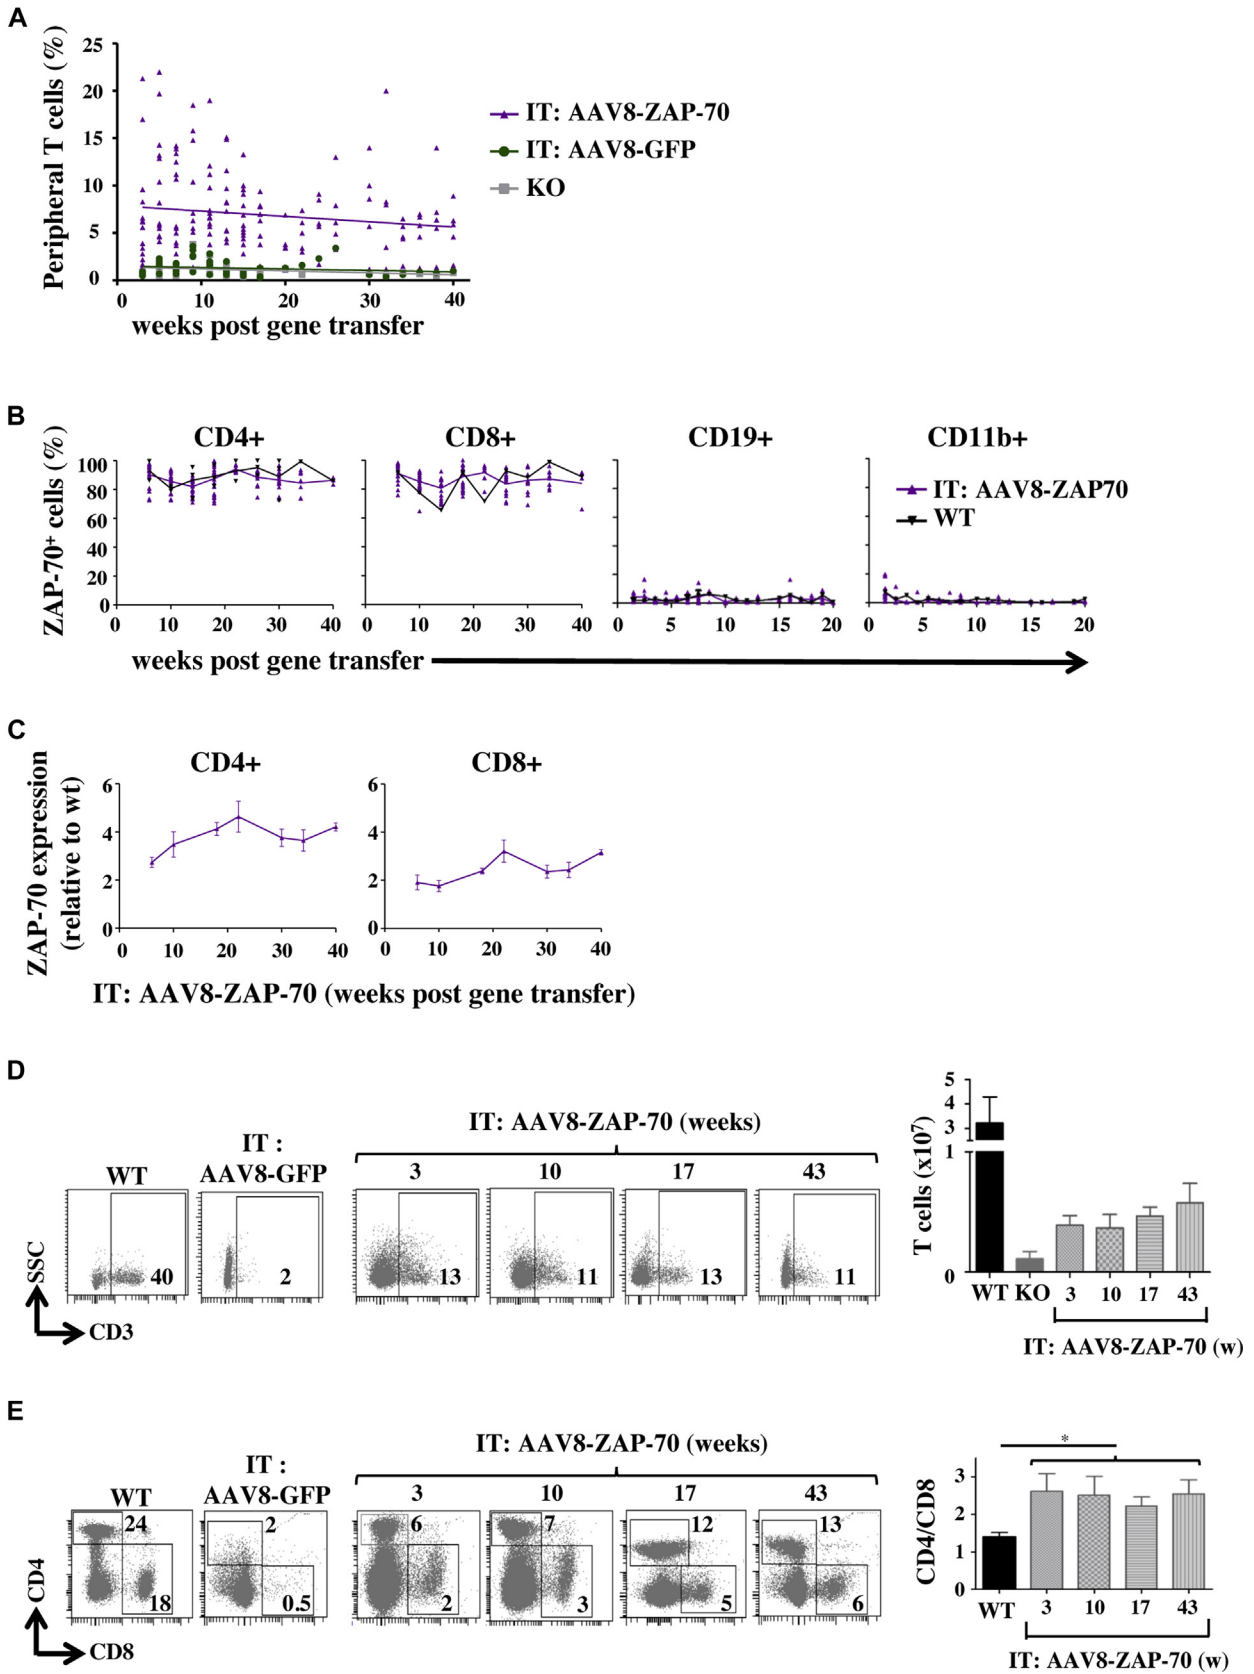 A
Peripheral T cells (%)
25
20
15
10
5
0
0 10 20 30 40
weeks post gene transfer
IT: AAV8-ZAP-70
IT: AAV8-GFP
KO
B
ZAP-70+ cells (%)
CD4+ CD8+ CD19+ CD11b+
100
80
60
40
20
0
0 10 20 30 40
0 10 20 30 40
0 5 10 15 20
0 5 10 15 20
IT: AAV8-ZAP70
WT
weeks post gene transfer
C
ZAP-70 expression
(relative to wt)
CD4+ CD8+
6
4
2
0
0 10 20 30 40
6
4
2
0
0 10 20 30 40
IT: AAV8-ZAP-70 (weeks post gene transfer)
D
IT: AAV8-ZAP-70 (weeks)
WT
IT :
AAV8-GFP
3 10 17 43
40 2 13 11 13 11
SSC
CD3
T cells (x10⁷)
5
4
3
1
0
WT KO 3 10 17 43
IT: AAV8-ZAP-70 (w)
E
IT: AAV8-ZAP-70 (weeks)
WT
IT :
AAV8-GFP
3 10 17 43
24 2 6 7 12 13
18 0.5 2 3 5 6
CD4
CD8
CD4/CD8
*
3
2
1
0
WT 3 10 17 43
IT: AAV8-ZAP-70 (w)